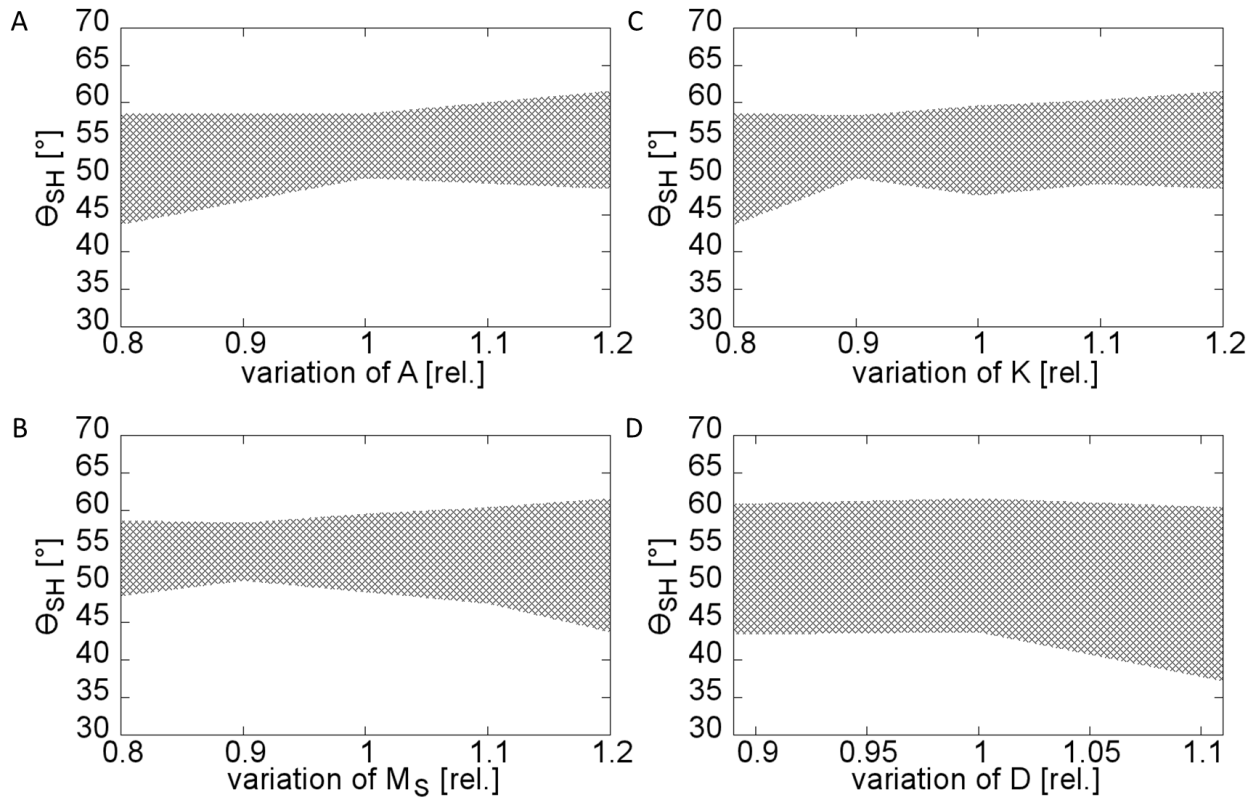 A
70
65
60
55
50
45
40
35
30
ΘSH [°]
0.8 0.9 1 1.1 1.2
variation of A [rel.]
C
70
65
60
55
50
45
40
35
30
ΘSH [°]
0.8 0.9 1 1.1 1.2
variation of K [rel.]
B
70
65
60
55
50
45
40
35
30
ΘSH [°]
0.8 0.9 1 1.1 1.2
variation of MS [rel.]
D
70
65
60
55
50
45
40
35
30
ΘSH [°]
0.9 0.95 1 1.05 1.1
variation of D [rel.]